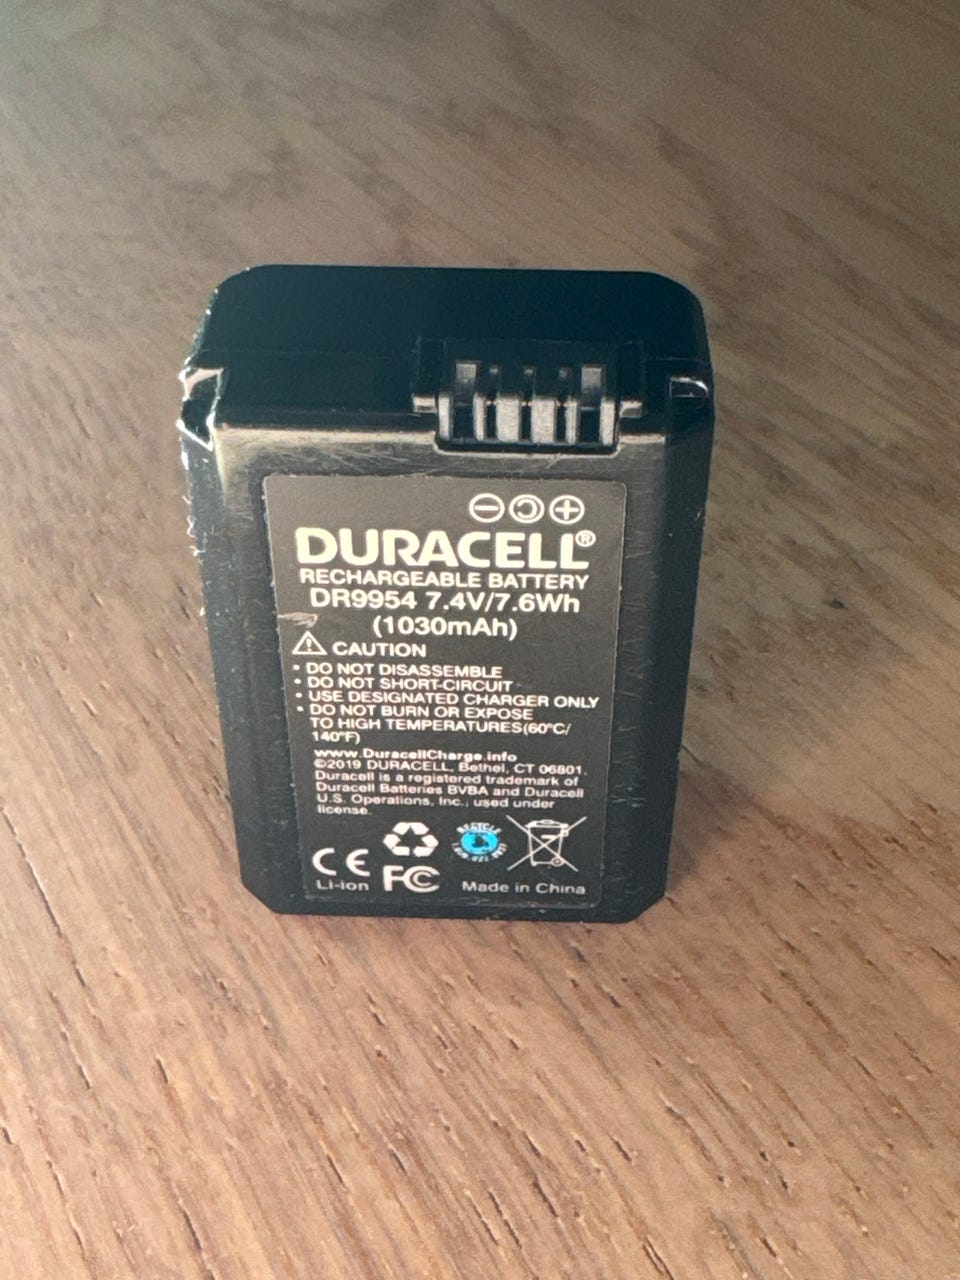 DURACELL®
RECHARGEABLE BATTERY
DR9954 7.4V/7.6Wh
(1030mAh)
CAUTION
• DO NOT DISASSEMBLE
• DO NOT SHORT-CIRCUIT
• USE DESIGNATED CHARGER ONLY
• DO NOT BURN OR EXPOSE
TO HIGH TEMPERATURES(60°C/
140°F)
www.DuracellCharge.info
©2019 DURACELL, Bethel, CT 06801.
Duracell is a registered trademark of
Duracell Batteries BVBA and Duracell
U.S. Operations, Inc., used under
license.
RECYCLE
CE
Li-ion
FC
Made in China